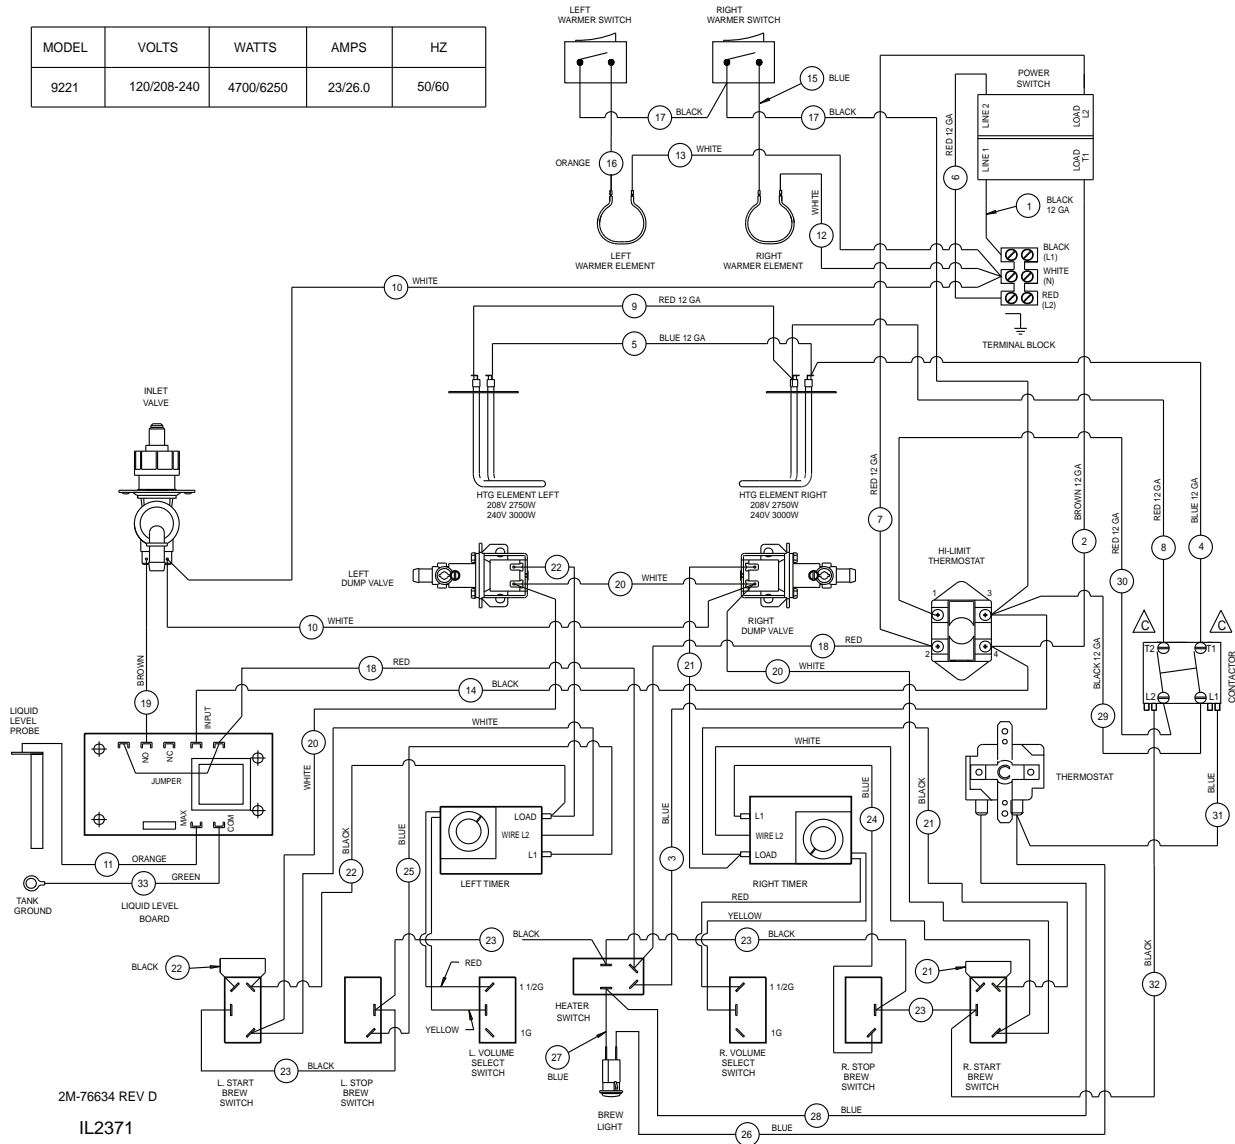 MODEL VOLTS WATTS AMPS HZ
9221 120/208-240 4700/6250 23/26.0 50/60
LEFT
WARMER SWITCH
RIGHT
WARMER SWITCH
15 BLUE
17 BLACK
17 BLACK
ORANGE 16
13 WHITE
WHITE
12
LEFT
WARMER ELEMENT
RIGHT
WARMER ELEMENT
POWER
SWITCH
LINE 2
LOAD
L2
LINE 1
LOAD
T1
RED 12 GA
6
1 BLACK
12 GA
BLACK
(L1)
WHITE
(N)
RED
(L2)
TERMINAL BLOCK
10 WHITE
9 RED 12 GA
5 BLUE 12 GA
INLET
VALVE
HTG ELEMENT LEFT
208V 2750W
240V 3000W
HTG ELEMENT RIGHT
208V 2750W
240V 3000W
RED 12 GA
7
BROWN 12 GA
2
RED 12 GA
30
RED 12 GA
8
BLUE 12 GA
4
HI-LIMIT
THERMOSTAT
1
3
2
4
LEFT
DUMP VALVE
22
20 WHITE
RIGHT
DUMP VALVE
10 WHITE
18 RED
21
20
WHITE
C
C
T2
T1
L2
L1
CONTACTOR
BLACK 12 GA
29
BROWN
19
18
RED
14
BLACK
LIQUID
LEVEL
PROBE
INPUT
NO
NC
JUMPER
MAX
COM
20
WHITE
WHITE
WHITE
THERMOSTAT
C
BLUE
31
11 ORANGE
33 GREEN
TANK
GROUND
LIQUID LEVEL
BOARD
BLACK
22
BLUE
25
LOAD
WIRE L2
L1
LEFT TIMER
BLUE
3
L1
WIRE L2
LOAD
RIGHT TIMER
BLUE
24
BLACK
21
RED
YELLOW
BLACK 22
23 BLACK
RED
YELLOW
1 1/2G
1G
HEATER
SWITCH
23 BLACK
1 1/2G
1G
21
23
BLACK
32
23 BLACK
L. START
BREW
SWITCH
L. STOP
BREW
SWITCH
L. VOLUME
SELECT
SWITCH
27
BLUE
BREW
LIGHT
R. VOLUME
SELECT
SWITCH
R. STOP
BREW
SWITCH
R. START
BREW
SWITCH
28 BLUE
26 BLUE
2M-76634 REV D
IL2371